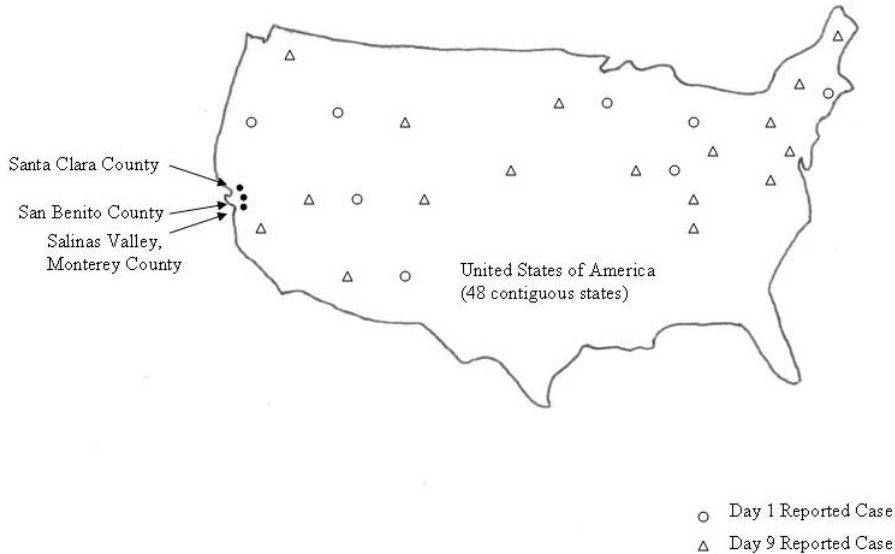 Santa Clara County
San Benito County
Salinas Valley,
Monterey County
United States of America
(48 contiguous states)
Day 1 Reported Case
Day 9 Reported Case